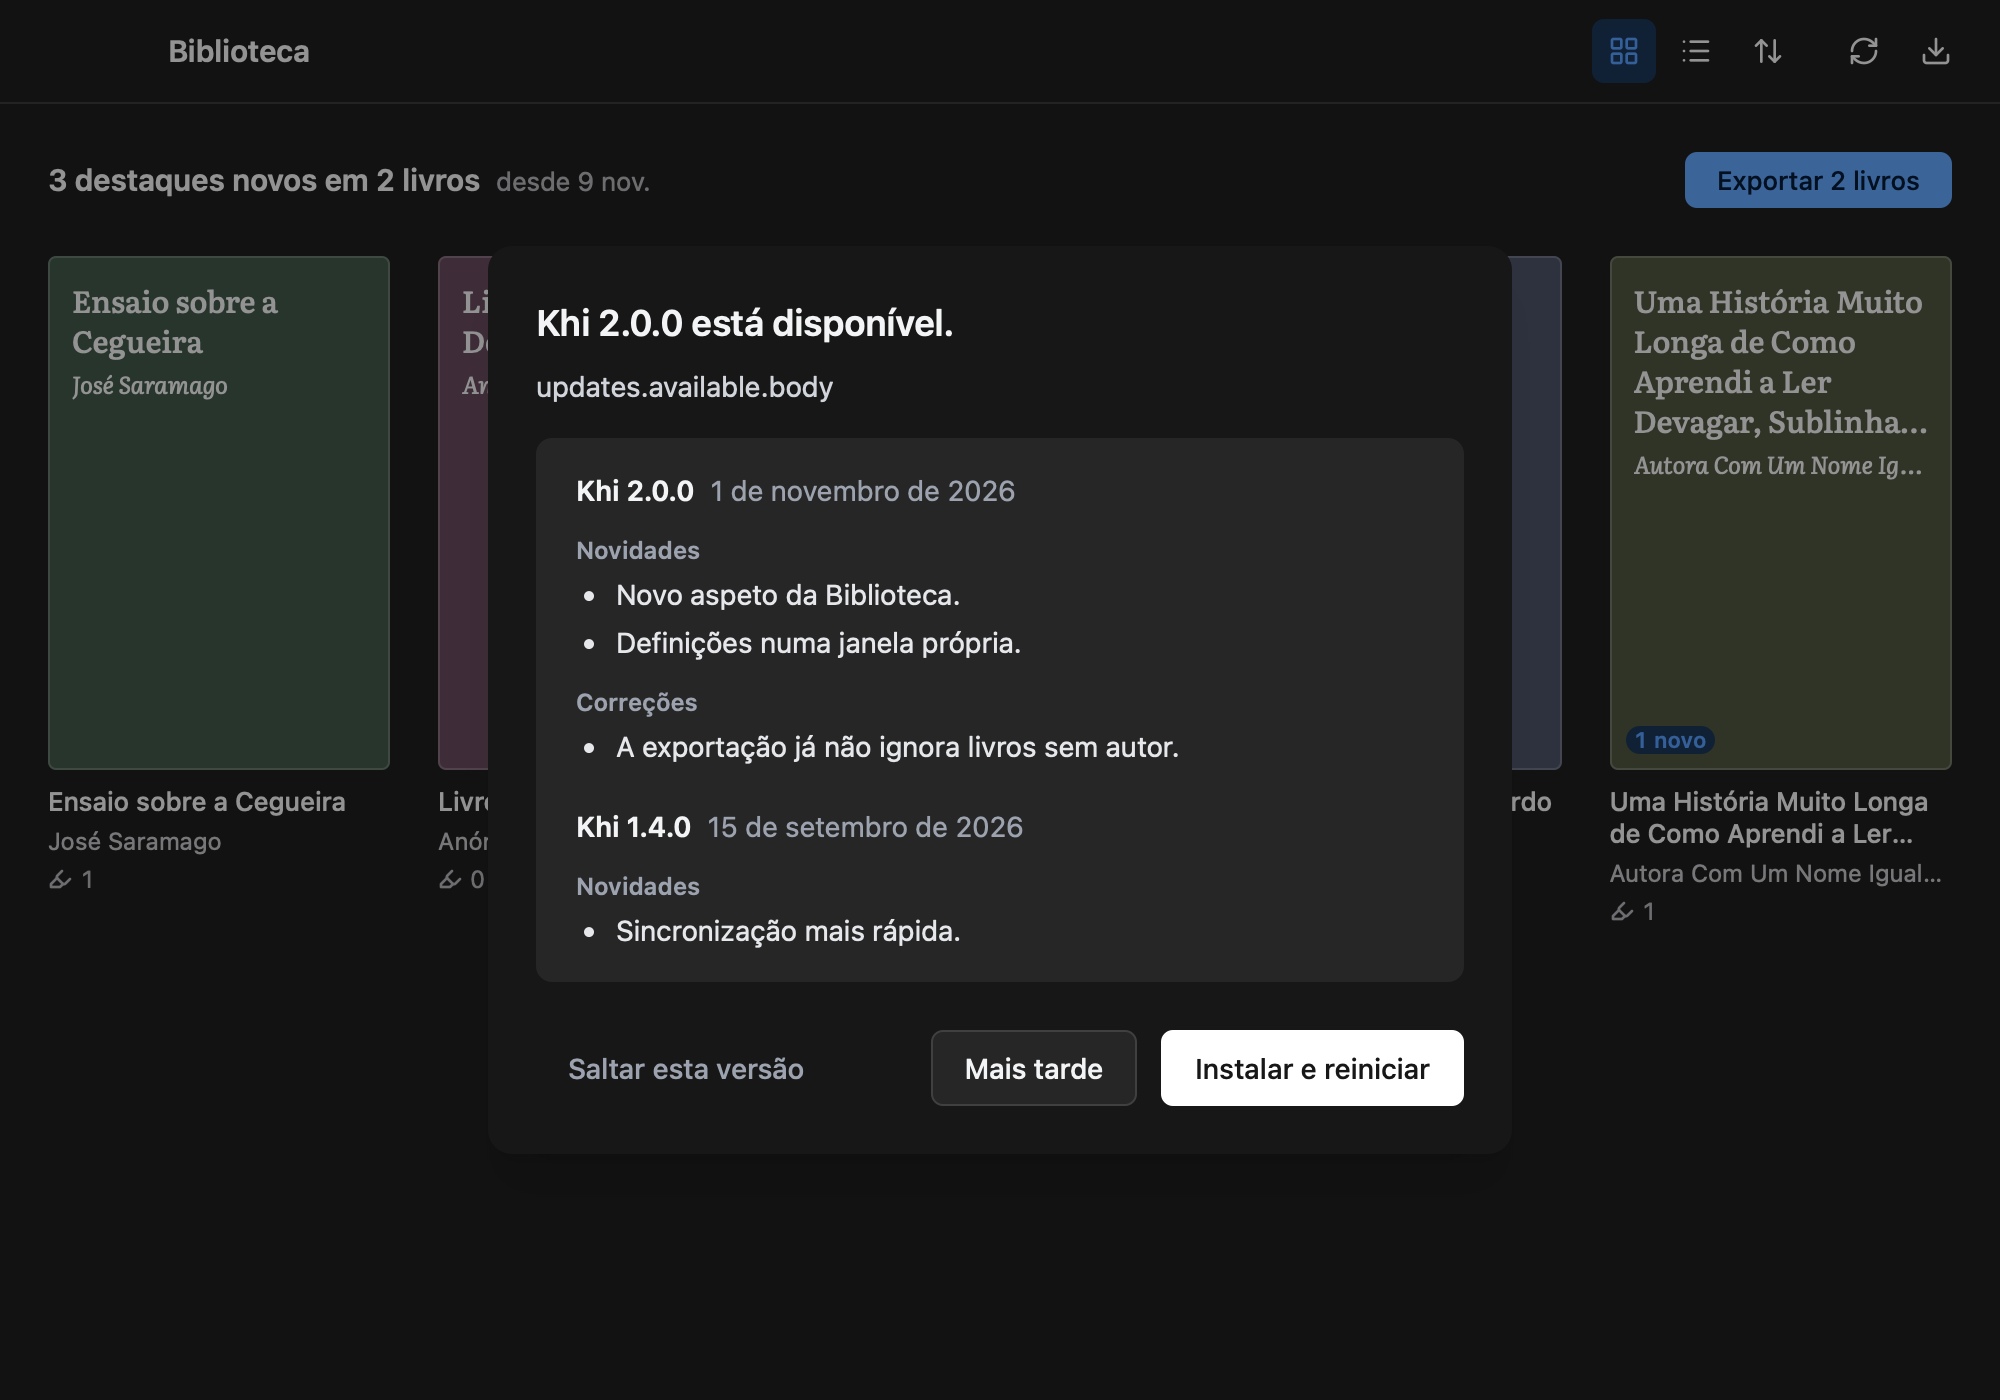 Biblioteca
3 destaques novos em 2 livros desde 9 nov.
Exportar 2 livros
Ensaio sobre a
Cegueira
José Saramago
Uma História Muito
Longa de Como
Aprendi a Ler
Devagar, Sublinha…
Autora Com Um Nome Ig…
1 novo
Ensaio sobre a Cegueira
José Saramago
1
0
Uma História Muito Longa
de Como Aprendi a Ler…
Autora Com Um Nome Igual…
1
Khi 2.0.0 está disponível.
updates.available.body
Khi 2.0.0 1 de novembro de 2026
Novidades
• Novo aspeto da Biblioteca.
• Definições numa janela própria.
Correções
• A exportação já não ignora livros sem autor.
Khi 1.4.0 15 de setembro de 2026
Novidades
• Sincronização mais rápida.
Saltar esta versão
Mais tarde
Instalar e reiniciar